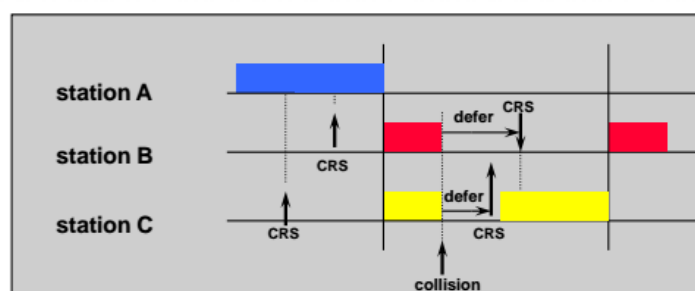 station A
CRS
defer
station B
CRS
defer
station C
CRS
CRS
collision